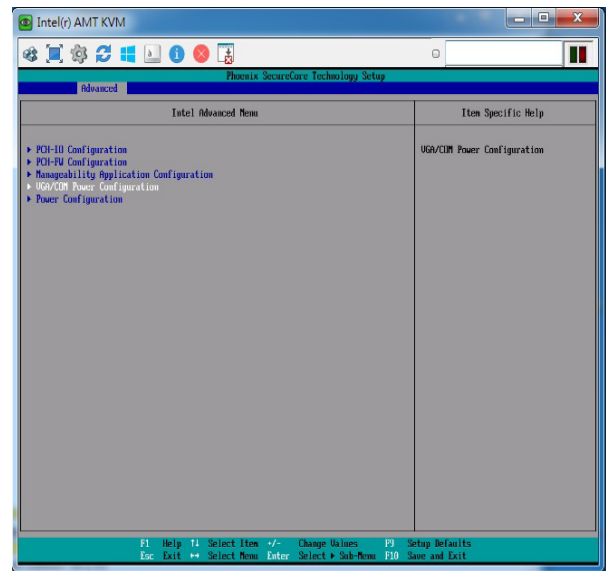 Intel(r) AMT KVM
Phoenix SecureCore Technology Setup
Advanced
Intel Advanced Menu
Item Specific Help
PCH-IO Configuration
PCH-FW Configuration
Manageability Application Configuration
VGA/COM Power Configuration
Power Configuration
VGA/COM Power Configuration
F1 Help ↑↓ Select Item +/- Change Values F9 Setup Defaults
Esc Exit ↔ Select Menu Enter Select ▸ Sub-Menu F10 Save and Exit